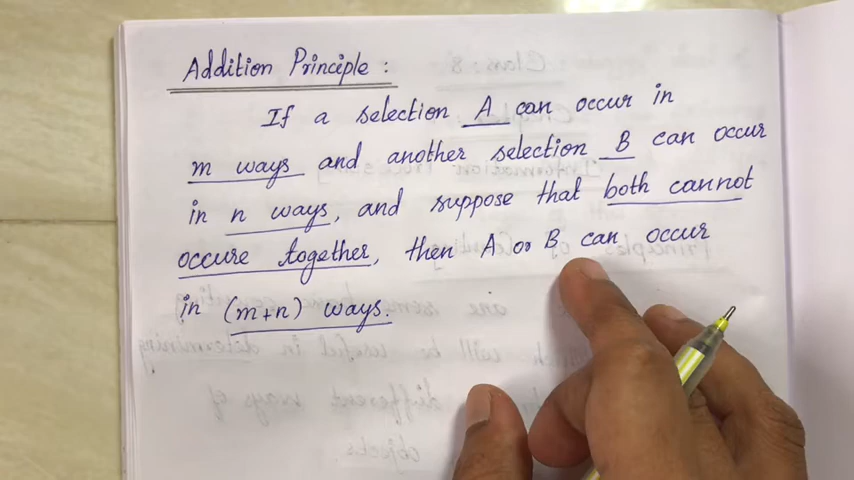 Addition Principle :
If a selection A can occur in
m ways and another selection B can occur
in n ways, and suppose that both cannot
occure together, then A or B can occur
in (m+n) ways.